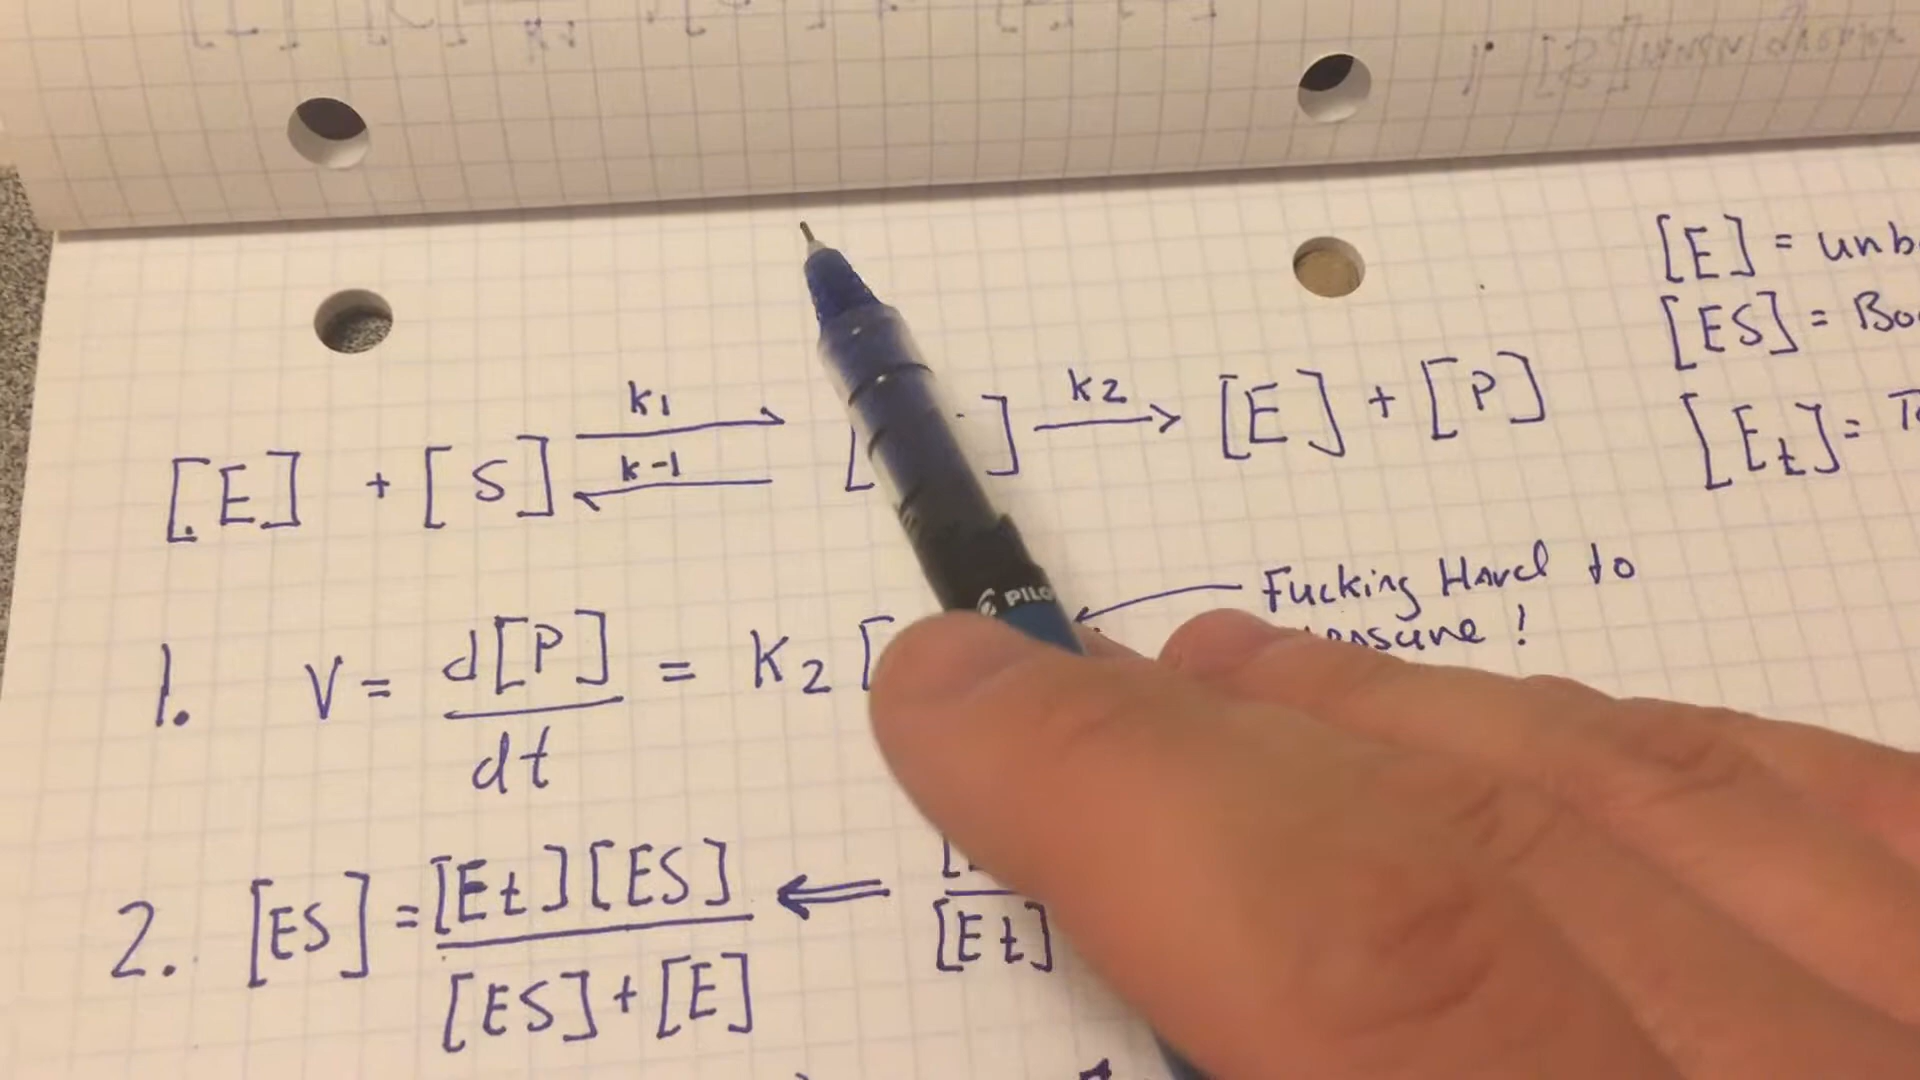 [E] = unb
[ES] = Bo
[Et] =
[E] + [S] k1 k-1 [ ] k2 [E] + [P]
Fucking Hard to
!
PILO
1. V = d[P] / dt = K2 [
2. [ES] = [Et][ES] / [ES] + [E] ⇐ [ / [Et]